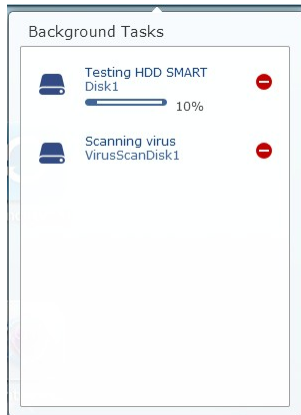 Background Tasks
Testing HDD SMART
Disk1
10%
Scanning virus
VirusScanDisk1